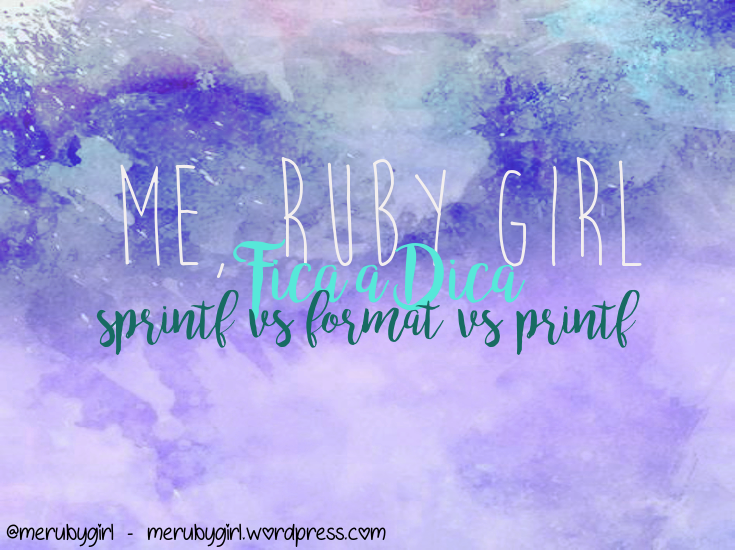 ME, RUBY GIRL
Fica a Dica
sprintf vs format vs printf
@merubygirl - merubygirl.wordpress.com